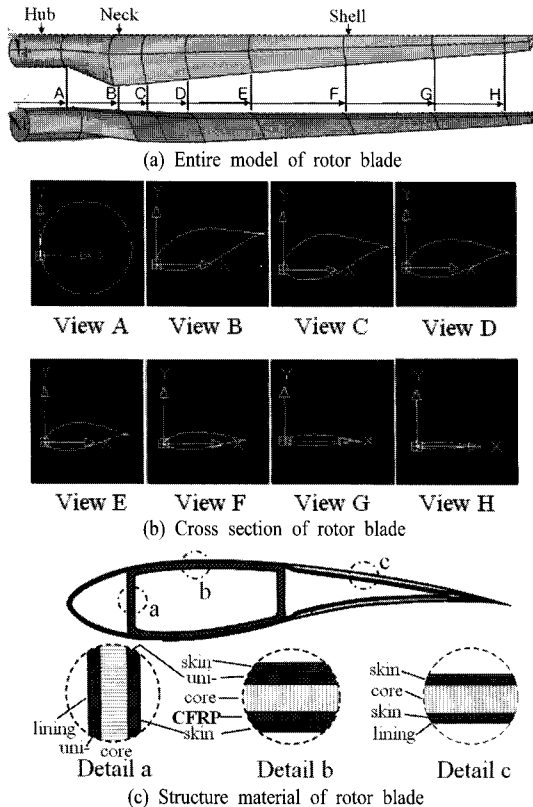 Hub Neck Shell
A B C D E F G H
(a) Entire model of rotor blade
Y Y Y Y
X X X
View A View B View C View D
Y Y Y Y
X X X X
View E View F View G View H
(b) Cross section of rotor blade
a b c
skin
uni-
core
CFRP
skin
skin
core
skin
lining
lining
uni-
core
Detail a Detail b Detail c
(c) Structure material of rotor blade